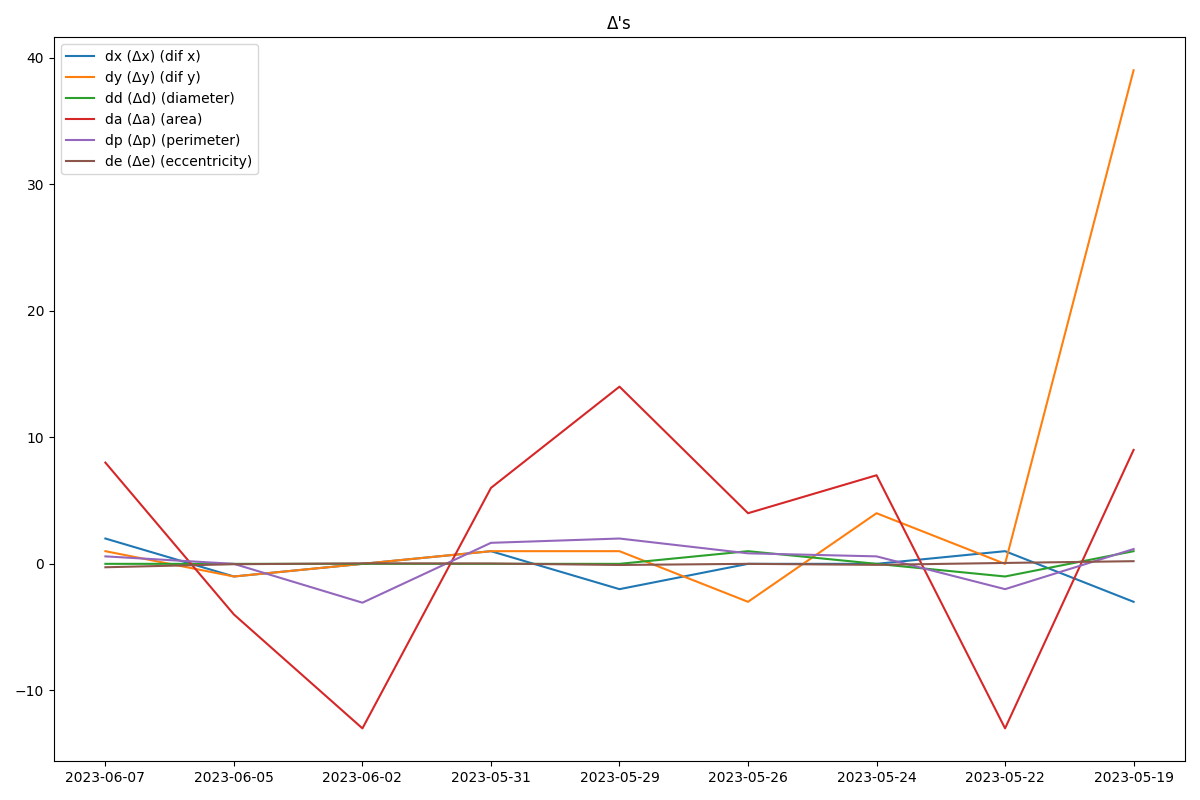 Δ's
dx (Δx) (dif x)
dy (Δy) (dif y)
dd (Δd) (diameter)
da (Δa) (area)
dp (Δp) (perimeter)
de (Δe) (eccentricity)
40
30
20
10
0
−10
2023-06-07 2023-06-05 2023-06-02 2023-05-31 2023-05-29 2023-05-26 2023-05-24 2023-05-22 2023-05-19